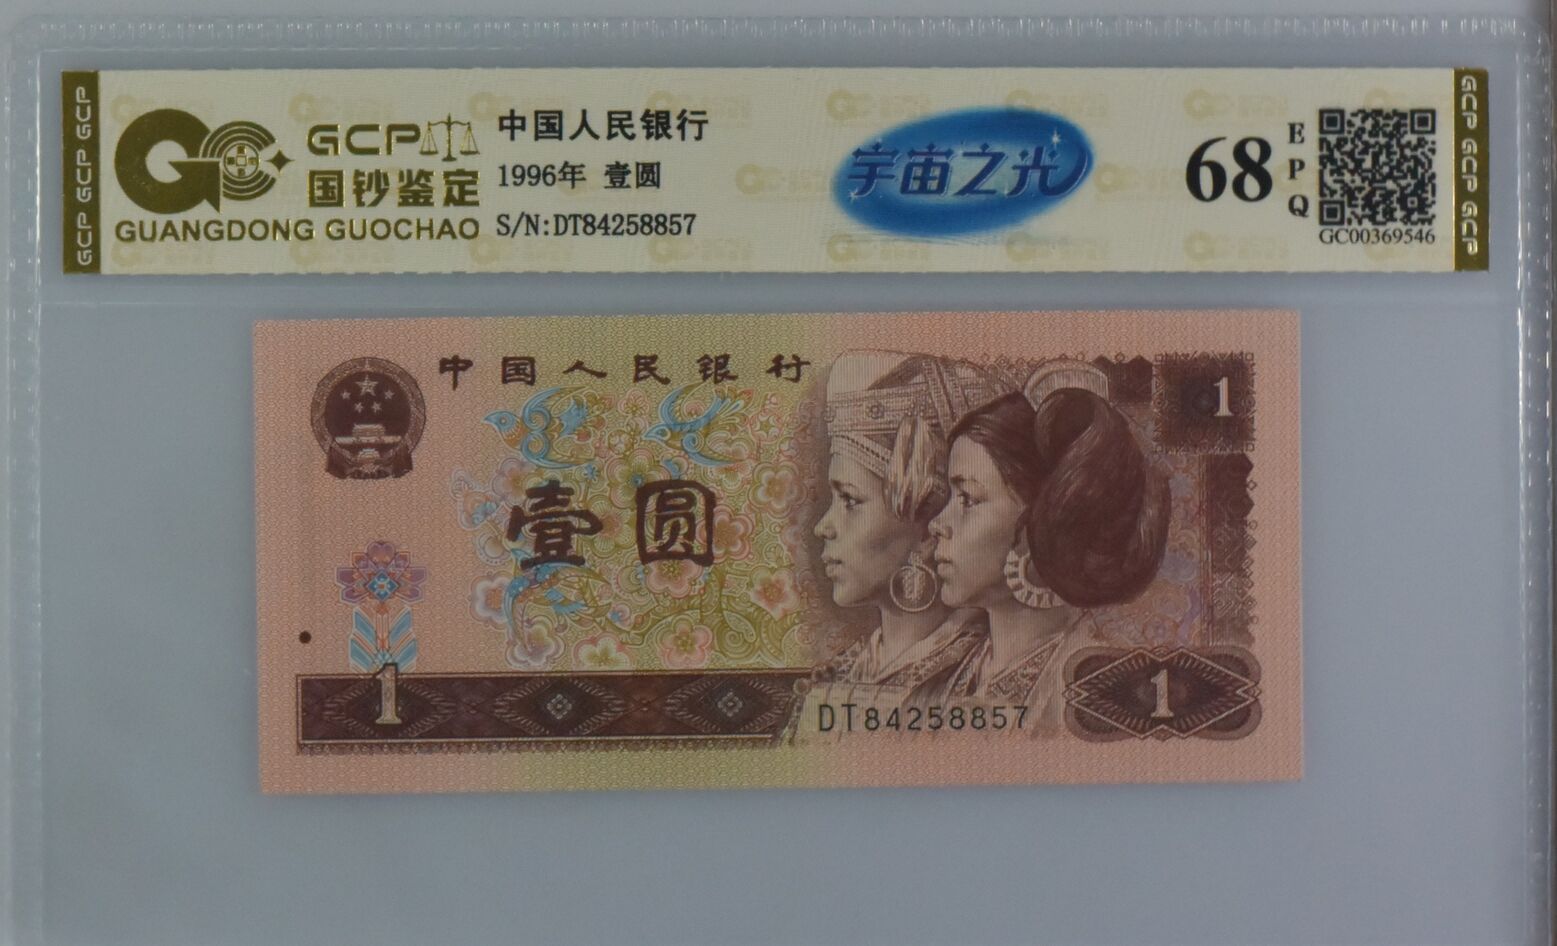 GCP GCP GCP
GCP
国钞鉴定
GUANGDONG GUOCHAO
中国人民银行
1996年 壹圆
S/N:DT84258857
宇宙之光
68
EPQ
GC00369546
GCP GCP GCP
中国人民银行
1
壹圆
1
DT84258857
1